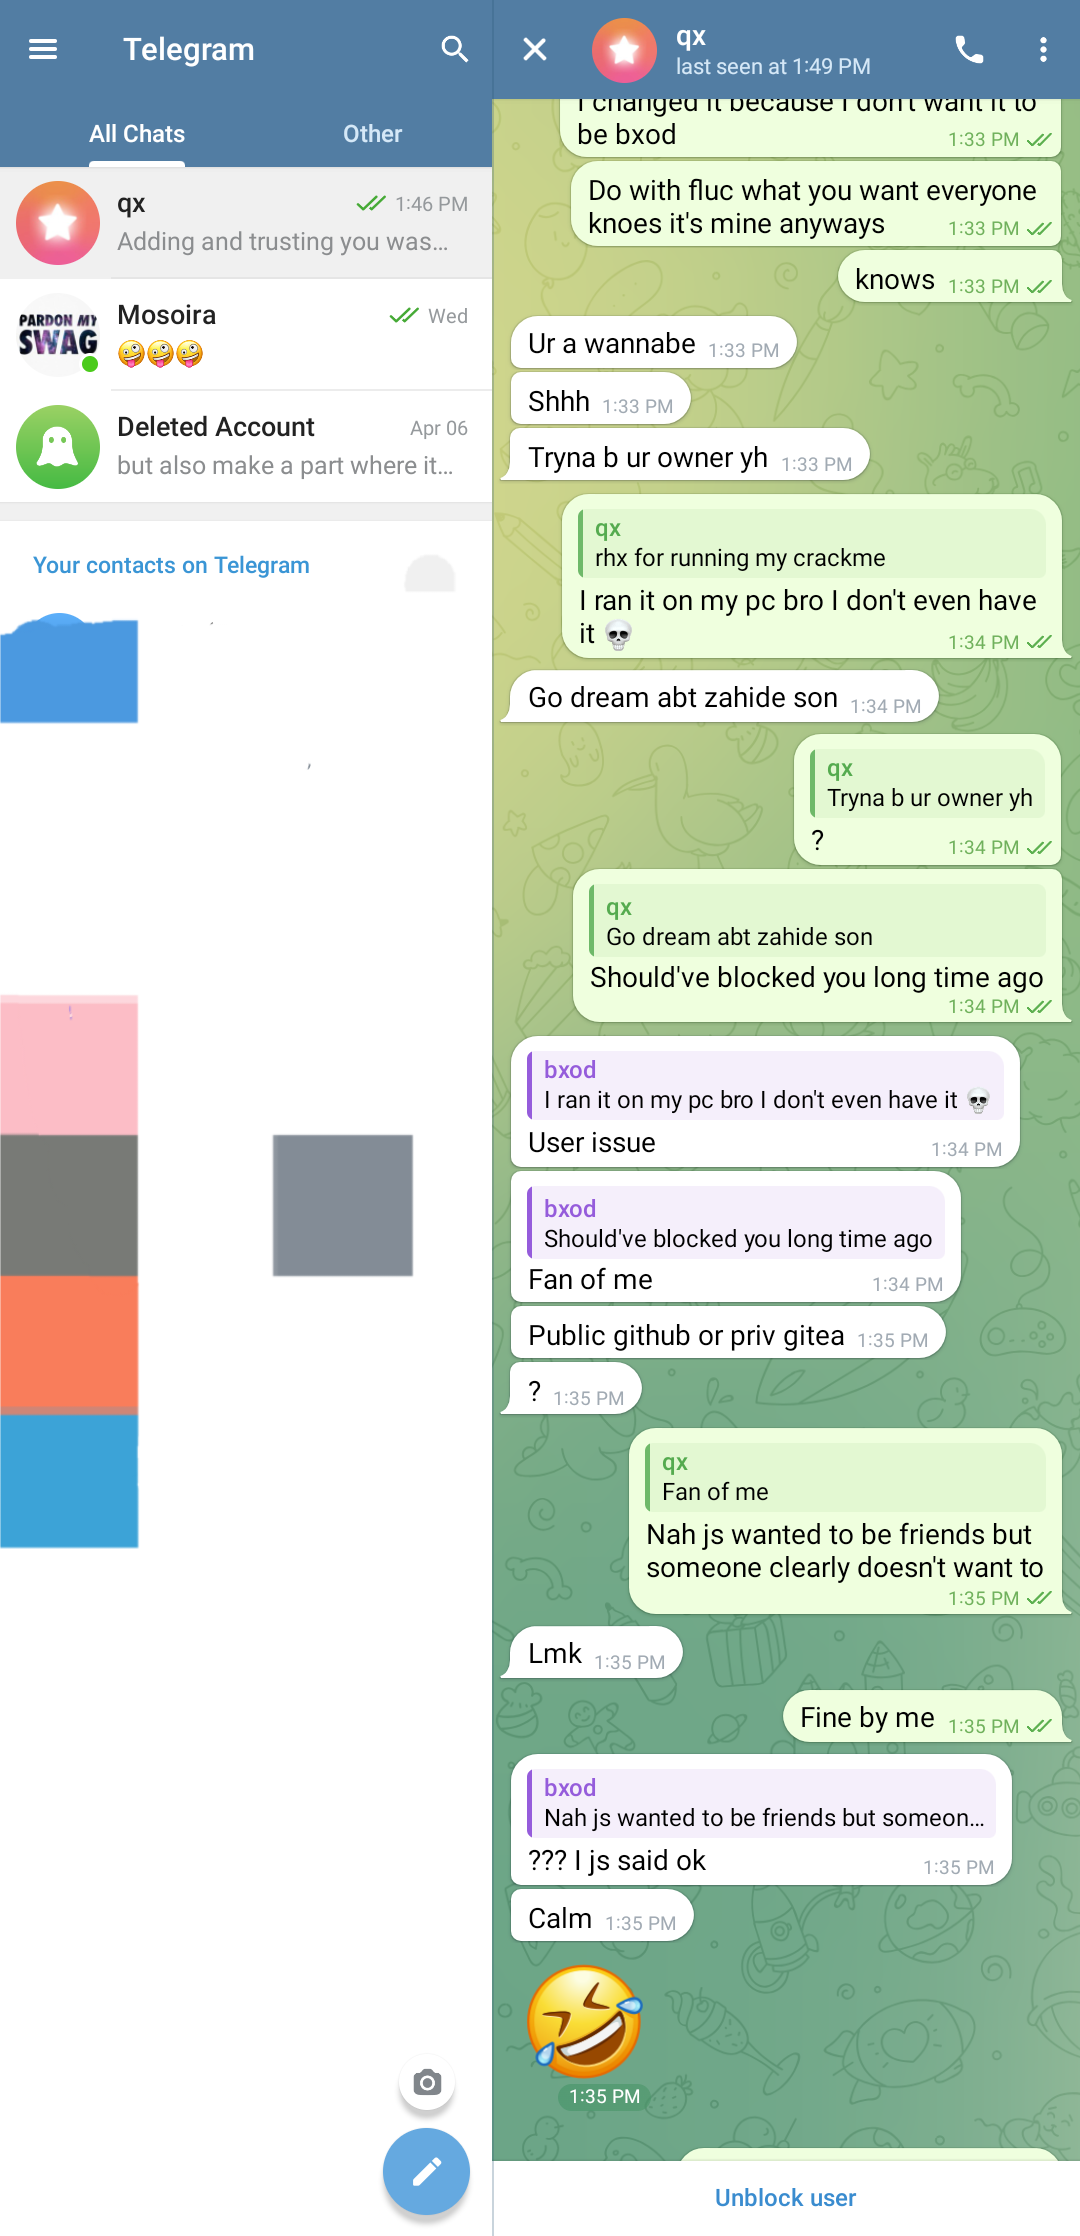 Telegram
All Chats
Other
qx
1:46 PM
Adding and trusting you was...
PARDON MY
SWAG
Mosoira
Wed
🤪🤪🤪
Deleted Account
Apr 06
but also make a part where it...
Your contacts on Telegram
qx
last seen at 1:49 PM
I changed it because I don't want it to
be bxod
1:33 PM
Do with fluc what you want everyone
knoes it's mine anyways
1:33 PM
knows
1:33 PM
Ur a wannabe
1:33 PM
Shhh
1:33 PM
Tryna b ur owner yh
1:33 PM
qx
rhx for running my crackme
I ran it on my pc bro I don't even have
it 💀
1:34 PM
Go dream abt zahide son
1:34 PM
qx
Tryna b ur owner yh
?
1:34 PM
qx
Go dream abt zahide son
Should've blocked you long time ago
1:34 PM
bxod
I ran it on my pc bro I don't even have it 💀
User issue
1:34 PM
bxod
Should've blocked you long time ago
Fan of me
1:34 PM
Public github or priv gitea
1:35 PM
?
1:35 PM
qx
Fan of me
Nah js wanted to be friends but
someone clearly doesn't want to
1:35 PM
Lmk
1:35 PM
Fine by me
1:35 PM
bxod
Nah js wanted to be friends but someon...
??? I js said ok
1:35 PM
Calm
1:35 PM
🤣
1:35 PM
Unblock user